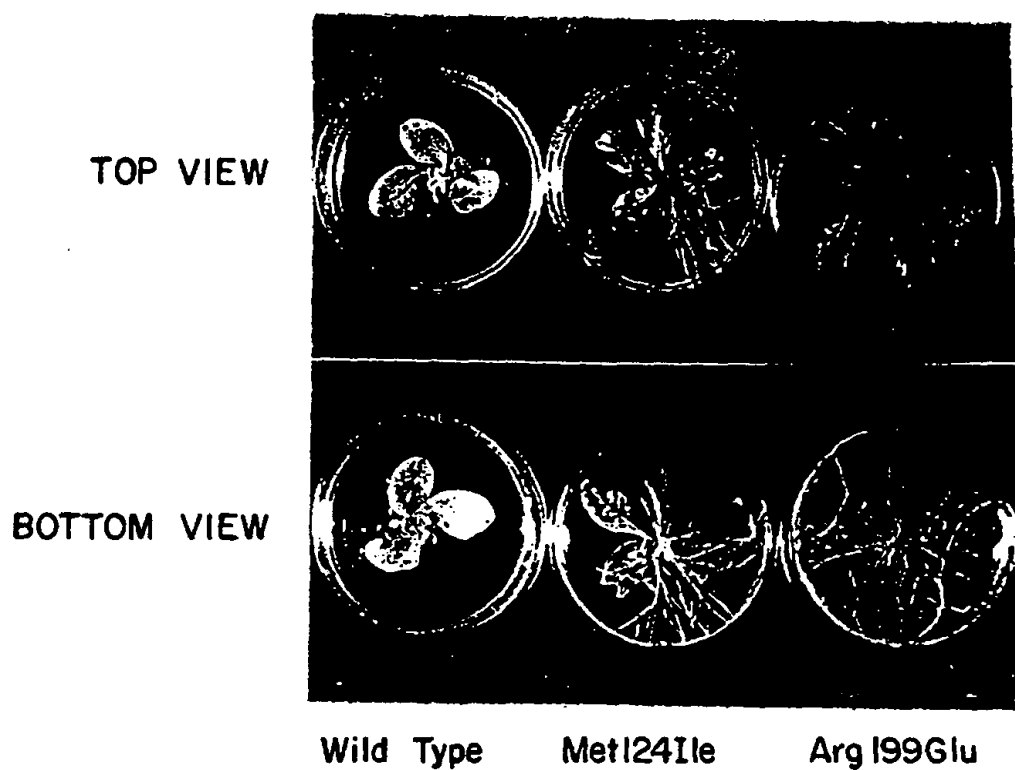 TOP VIEW
BOTTOM VIEW
Wild Type
Met124Ile
Arg199Glu